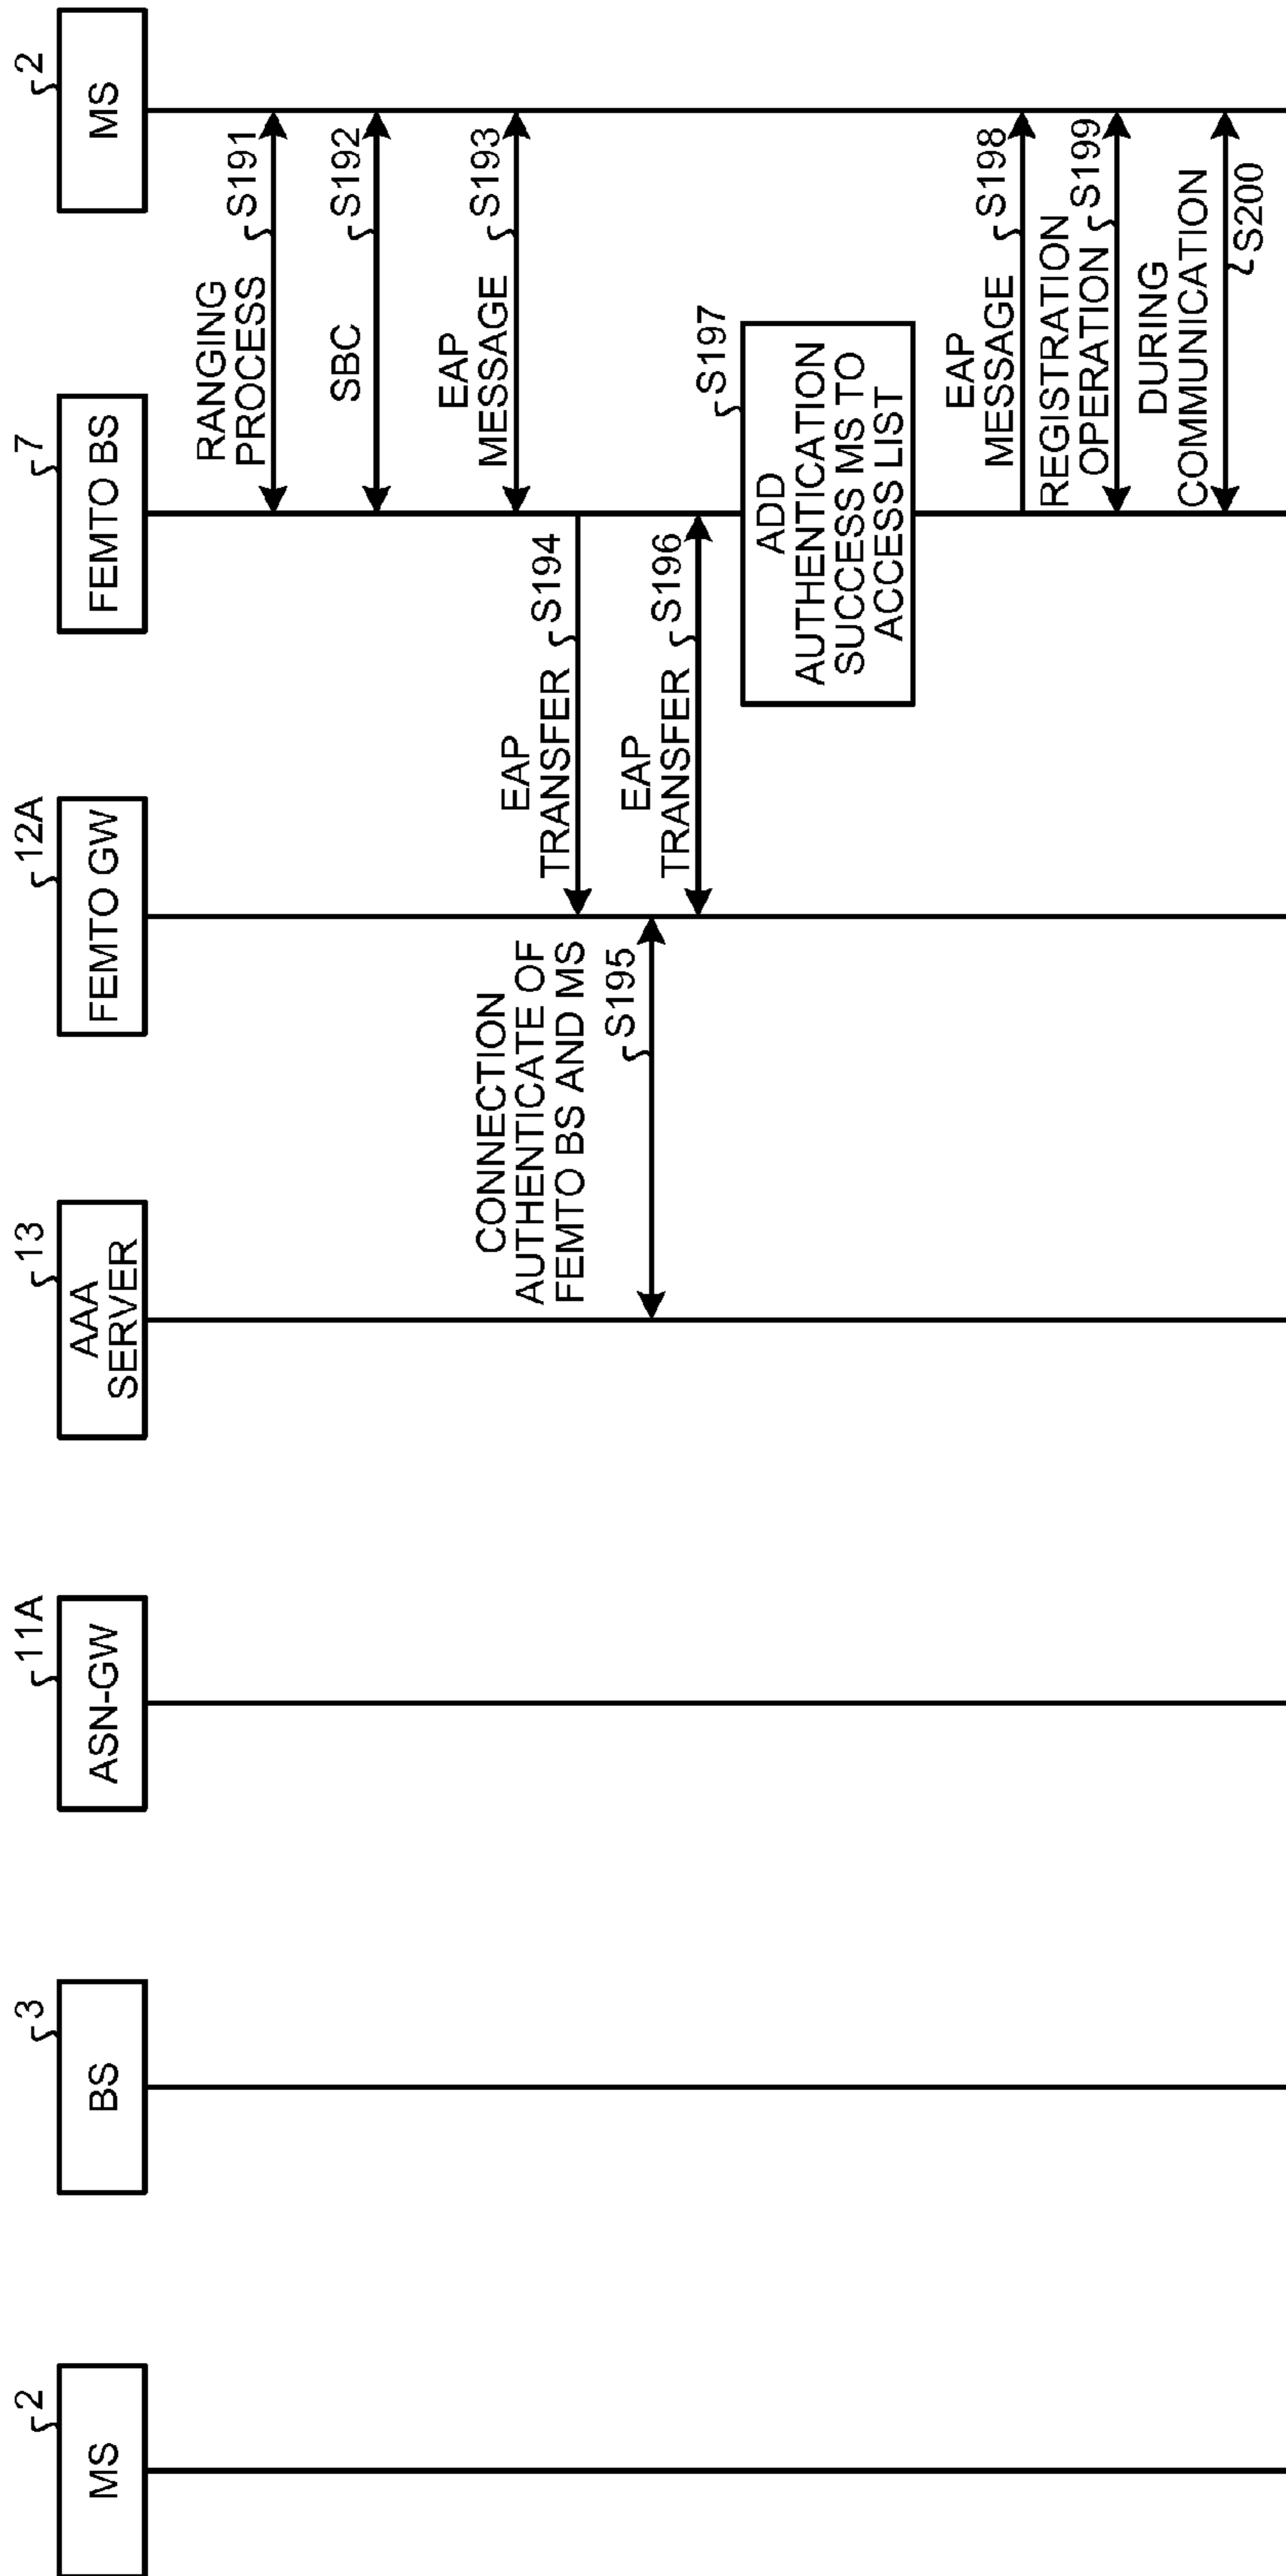 2
MS
3
BS
11A
ASN-GW
13
AAA
SERVER
12A
FEMTO GW
7
FEMTO BS
2
MS
RANGING
PROCESS
S191
SBC
S192
EAP
MESSAGE
S193
EAP
TRANSFER
S194
CONNECTION
AUTHENTICATE OF
FEMTO BS AND MS
S195
EAP
TRANSFER
S196
S197
ADD
AUTHENTICATION
SUCCESS MS TO
ACCESS LIST
EAP
MESSAGE
S198
REGISTRATION
OPERATION
S199
DURING
COMMUNICATION
S200